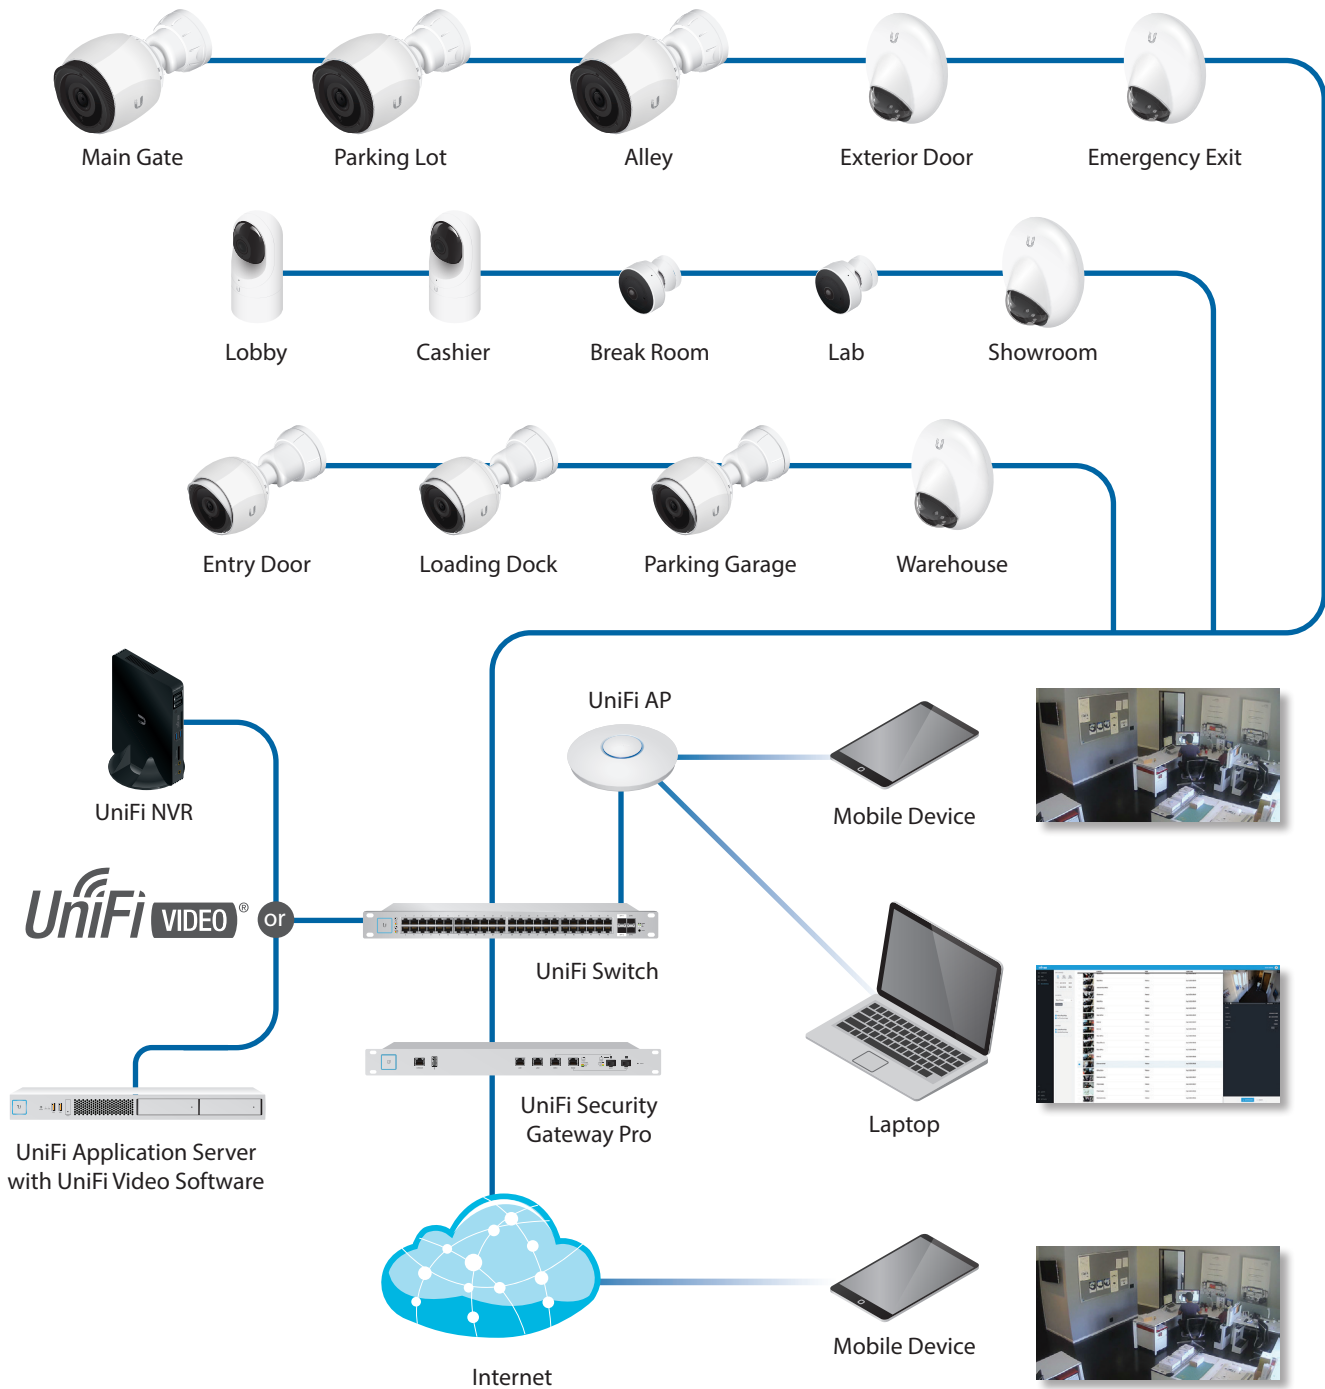 Main Gate
Parking Lot
Alley
Exterior Door
Emergency Exit
Lobby
Cashier
Break Room
Lab
Showroom
Entry Door
Loading Dock
Parking Garage
Warehouse
UniFi NVR
UniFi AP
Mobile Device
UniFi VIDEO®
or
UniFi Switch
UniFi Security
Gateway Pro
Laptop
UniFi Application Server
with UniFi Video Software
Internet
Mobile Device